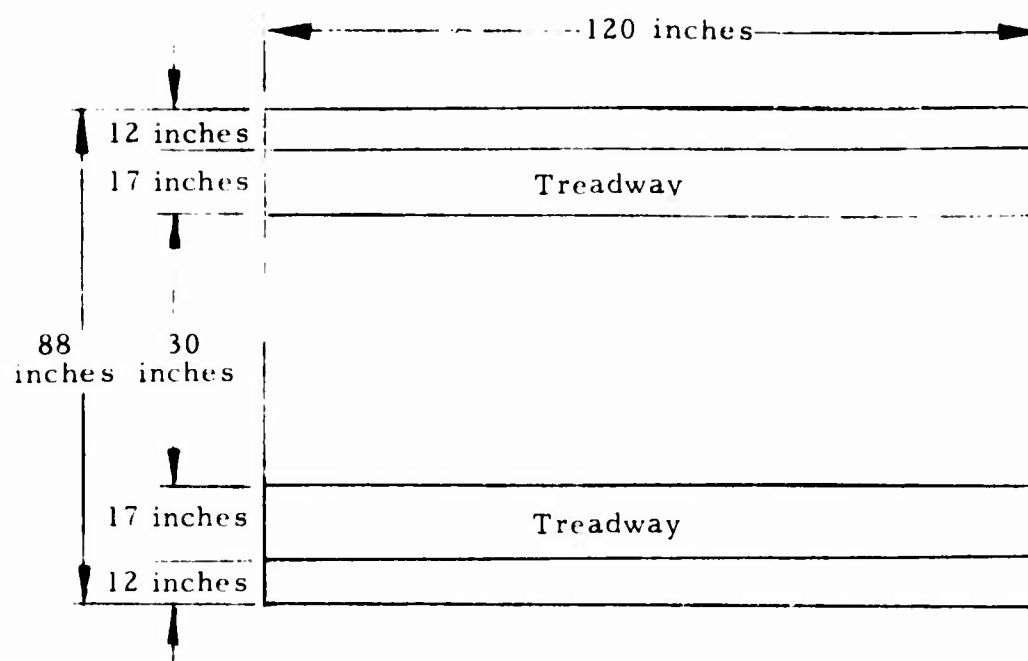 120 inches
12 inches
17 inches
Treadway
88
inches
30
inches
17 inches
Treadway
12 inches